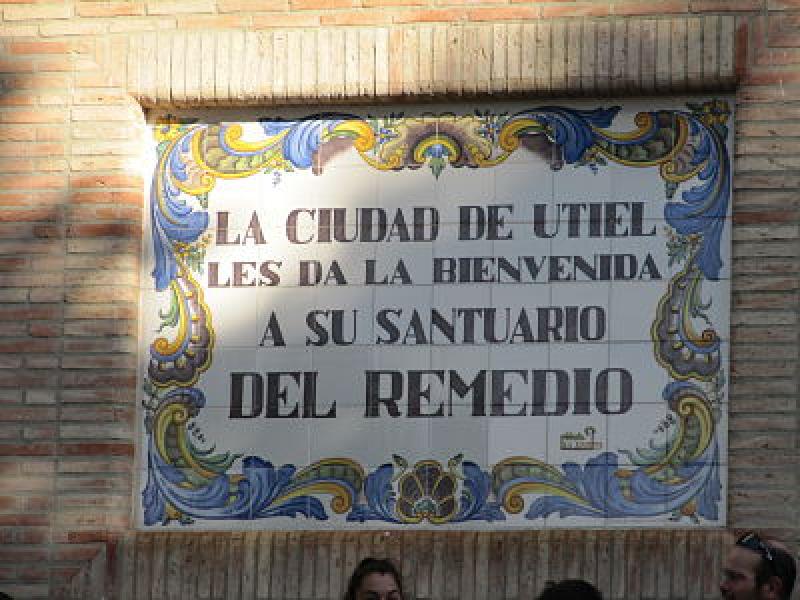 LA CIUDAD DE UTIEL
LES DA LA BIENVENIDA
A SU SANTUARIO
DEL REMEDIO